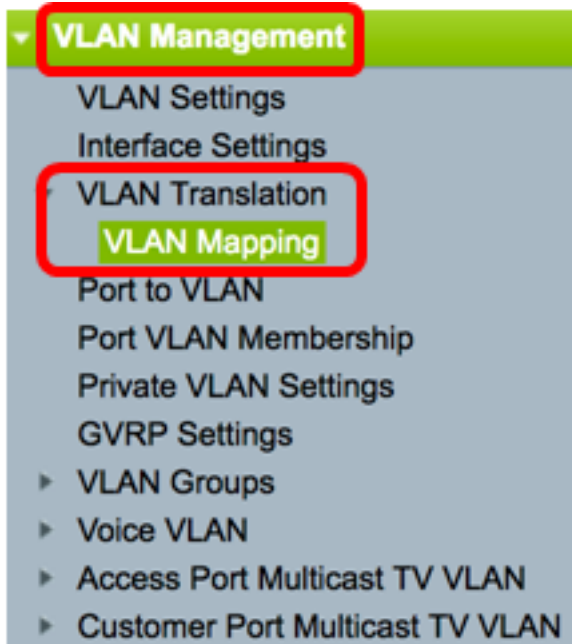 VLAN Management
VLAN Settings
Interface Settings
VLAN Translation
VLAN Mapping
Port to VLAN
Port VLAN Membership
Private VLAN Settings
GVRP Settings
VLAN Groups
Voice VLAN
Access Port Multicast TV VLAN
Customer Port Multicast TV VLAN